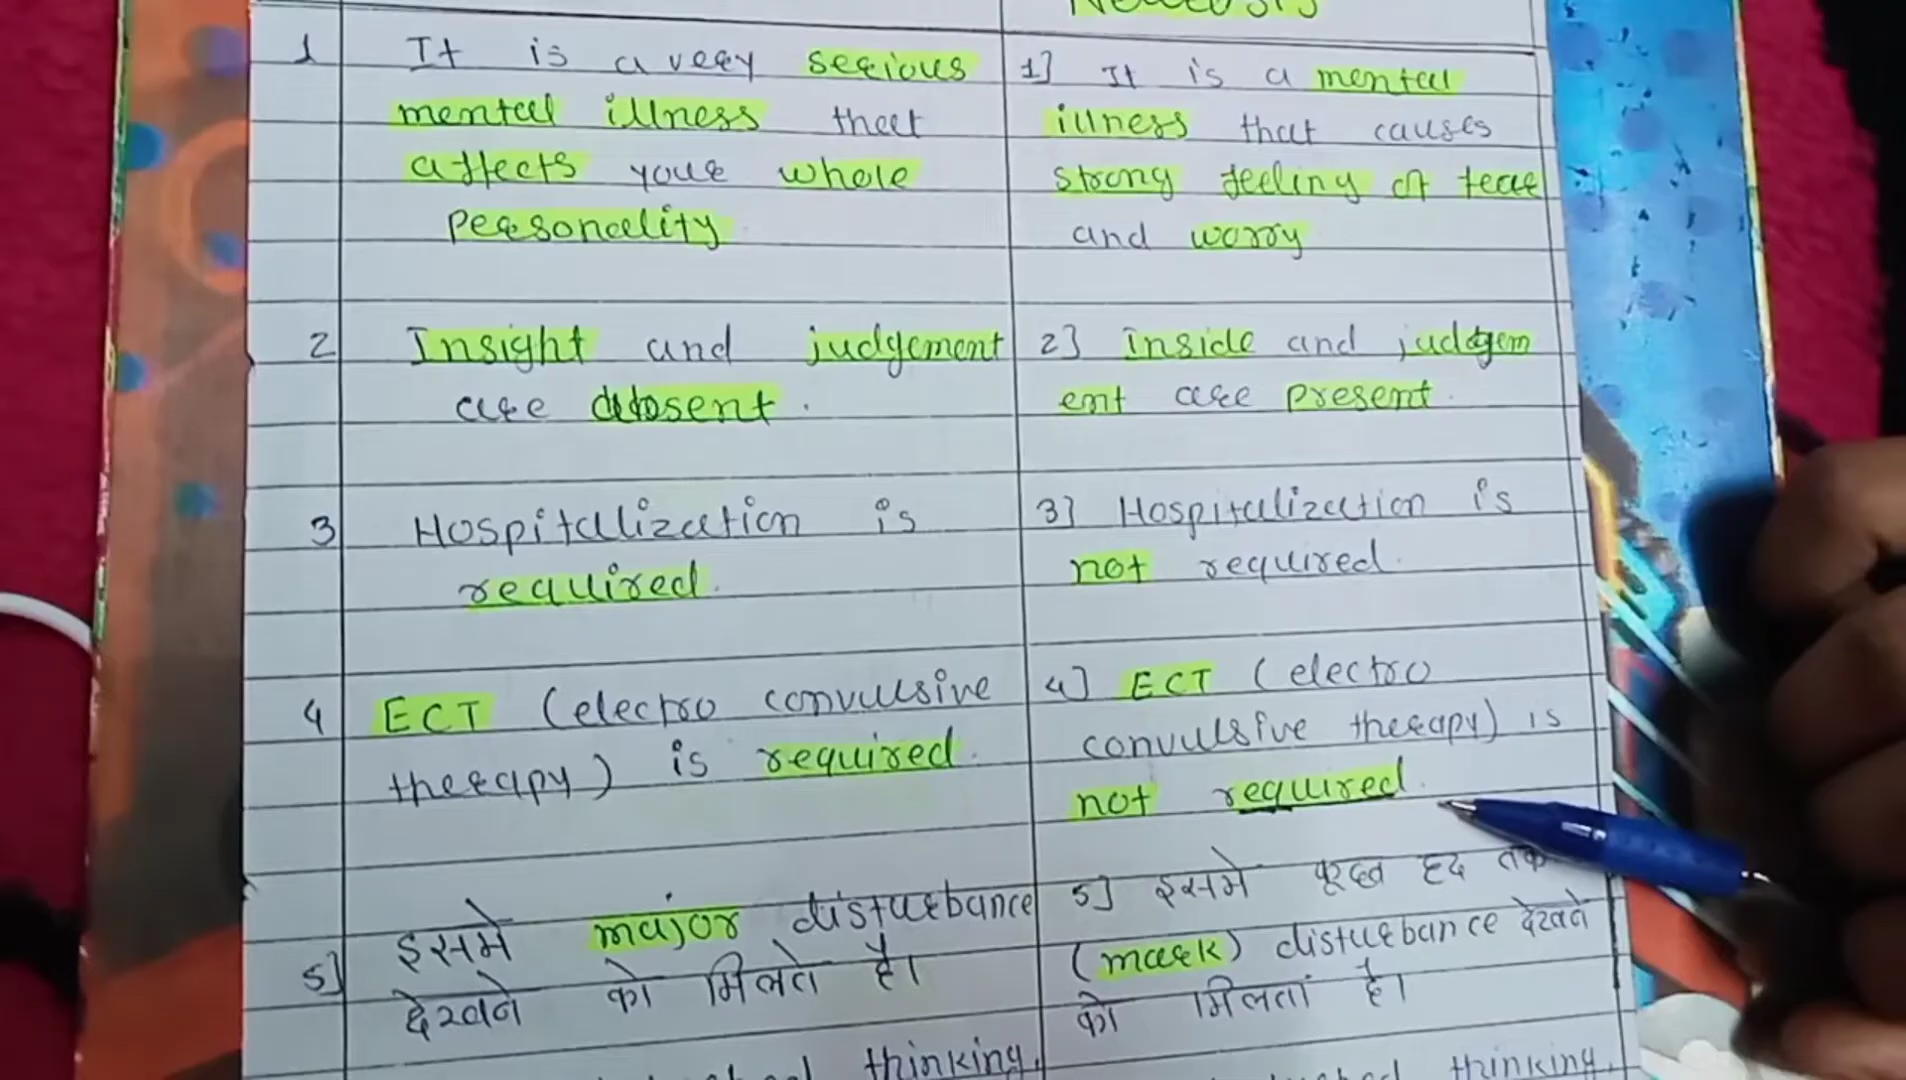 Neurosis
1 It is a very serious
mental illness that
affects your whole
personality
1] It is a mental
illness that causes
strong feeling of fear
and worry
2 Insight and judgement
are absent.
2] Inside and judgem
ent are present.
3 Hospitalization is
required.
3] Hospitalization is
not required.
4 ECT (electro convulsive
therapy) is required.
4] ECT (electro
convulsive therapy) is
not required.
5] इसमे major disturbance
देखने को मिलते है।
5] इसमे कुछ हद तक
(mark) disturbance देखने
को मिलता है।
thinking,
thinking,